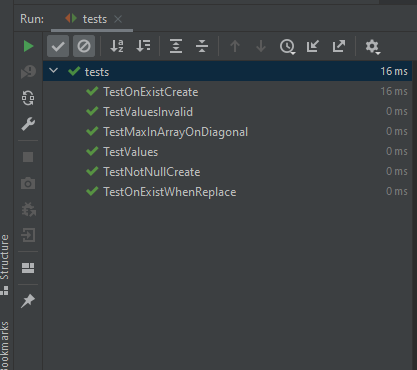 Run: tests
tests 16 ms
TestOnExistCreate 16 ms
TestValuesInvalid 0 ms
TestMaxInArrayOnDiagonal 0 ms
TestValues 0 ms
TestNotNullCreate 0 ms
TestOnExistWhenReplace 0 ms
Structure
Bookmarks